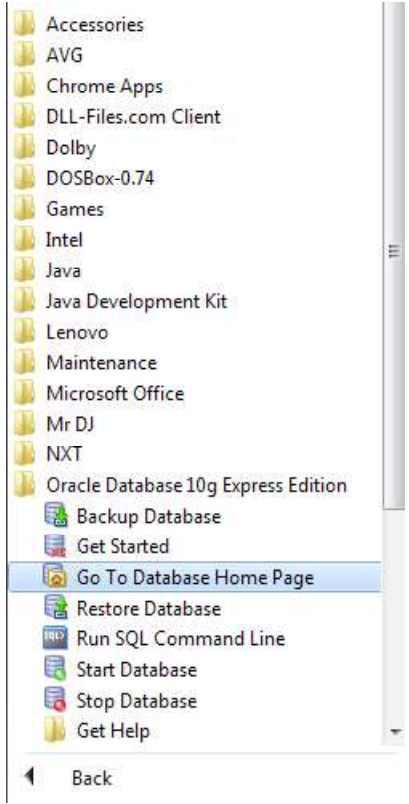 Accessories
AVG
Chrome Apps
DLL-Files.com Client
Dolby
DOSBox-0.74
Games
Intel
Java
Java Development Kit
Lenovo
Maintenance
Microsoft Office
Mr DJ
NXT
Oracle Database 10g Express Edition
Backup Database
Get Started
Go To Database Home Page
Restore Database
Run SQL Command Line
Start Database
Stop Database
Get Help
Back